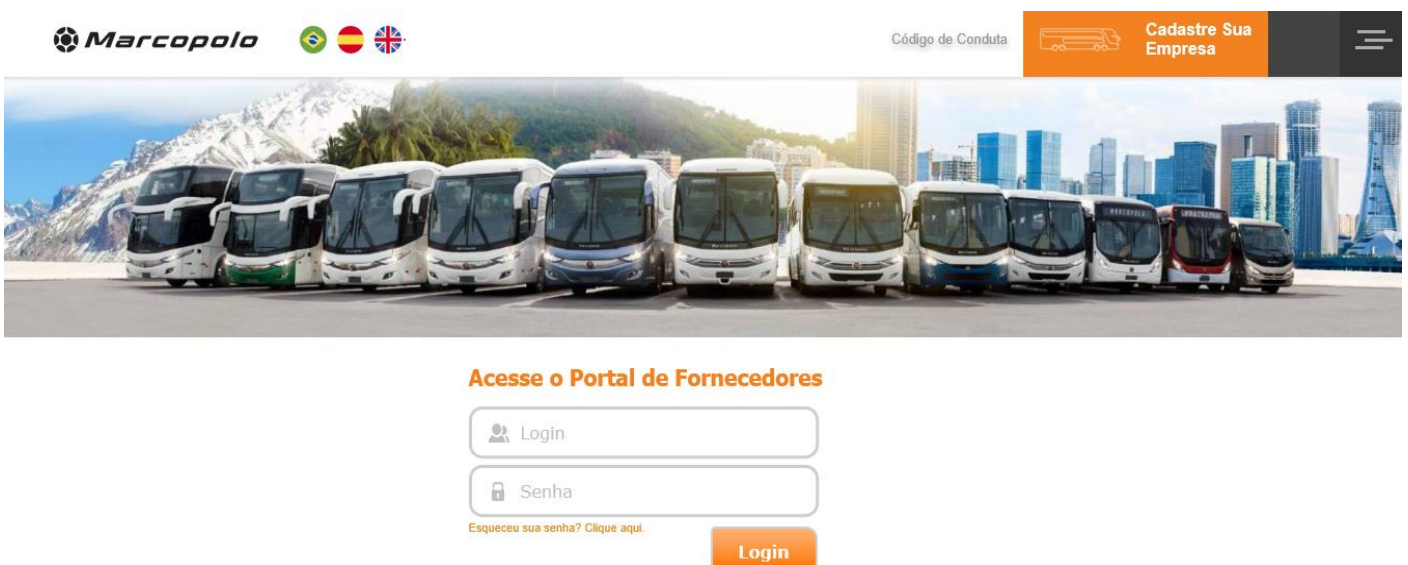 Marcopolo
Código de Conduta
Cadastre Sua
Empresa
Acesse o Portal de Fornecedores
Login
Senha
Esqueceu sua senha? Clique aqui.
Login